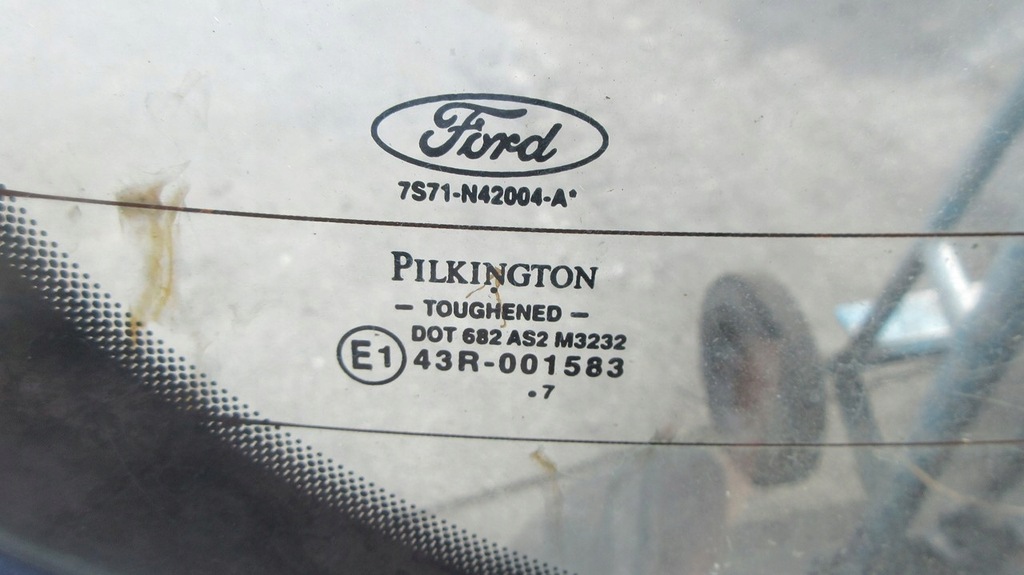 Ford
7S71-N42004-A*
PILKINGTON
– TOUGHENED –
DOT 682 AS2 M3232
E1 43R-001583
.7